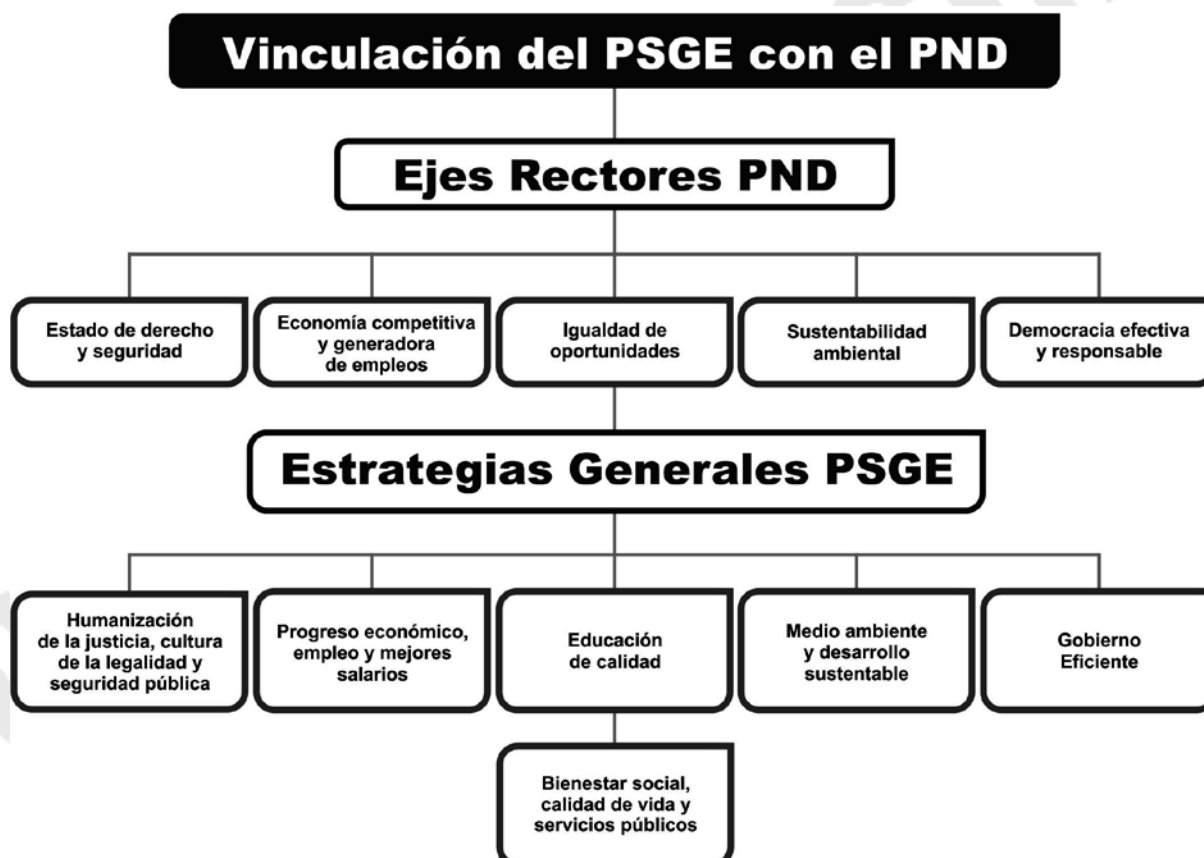 Vinculación del PSGE con el PND
Ejes Rectores PND
Estado de derecho
y seguridad
Economía competitiva
y generadora
de empleos
Igualdad de
oportunidades
Sustentabilidad
ambiental
Democracia efectiva
y responsable
Estrategias Generales PSGE
Humanización
de la justicia, cultura
de la legalidad y
seguridad pública
Progreso económico,
empleo y mejores
salarios
Educación
de calidad
Medio ambiente
y desarrollo
sustentable
Gobierno
Eficiente
Bienestar social,
calidad de vida y
servicios públicos